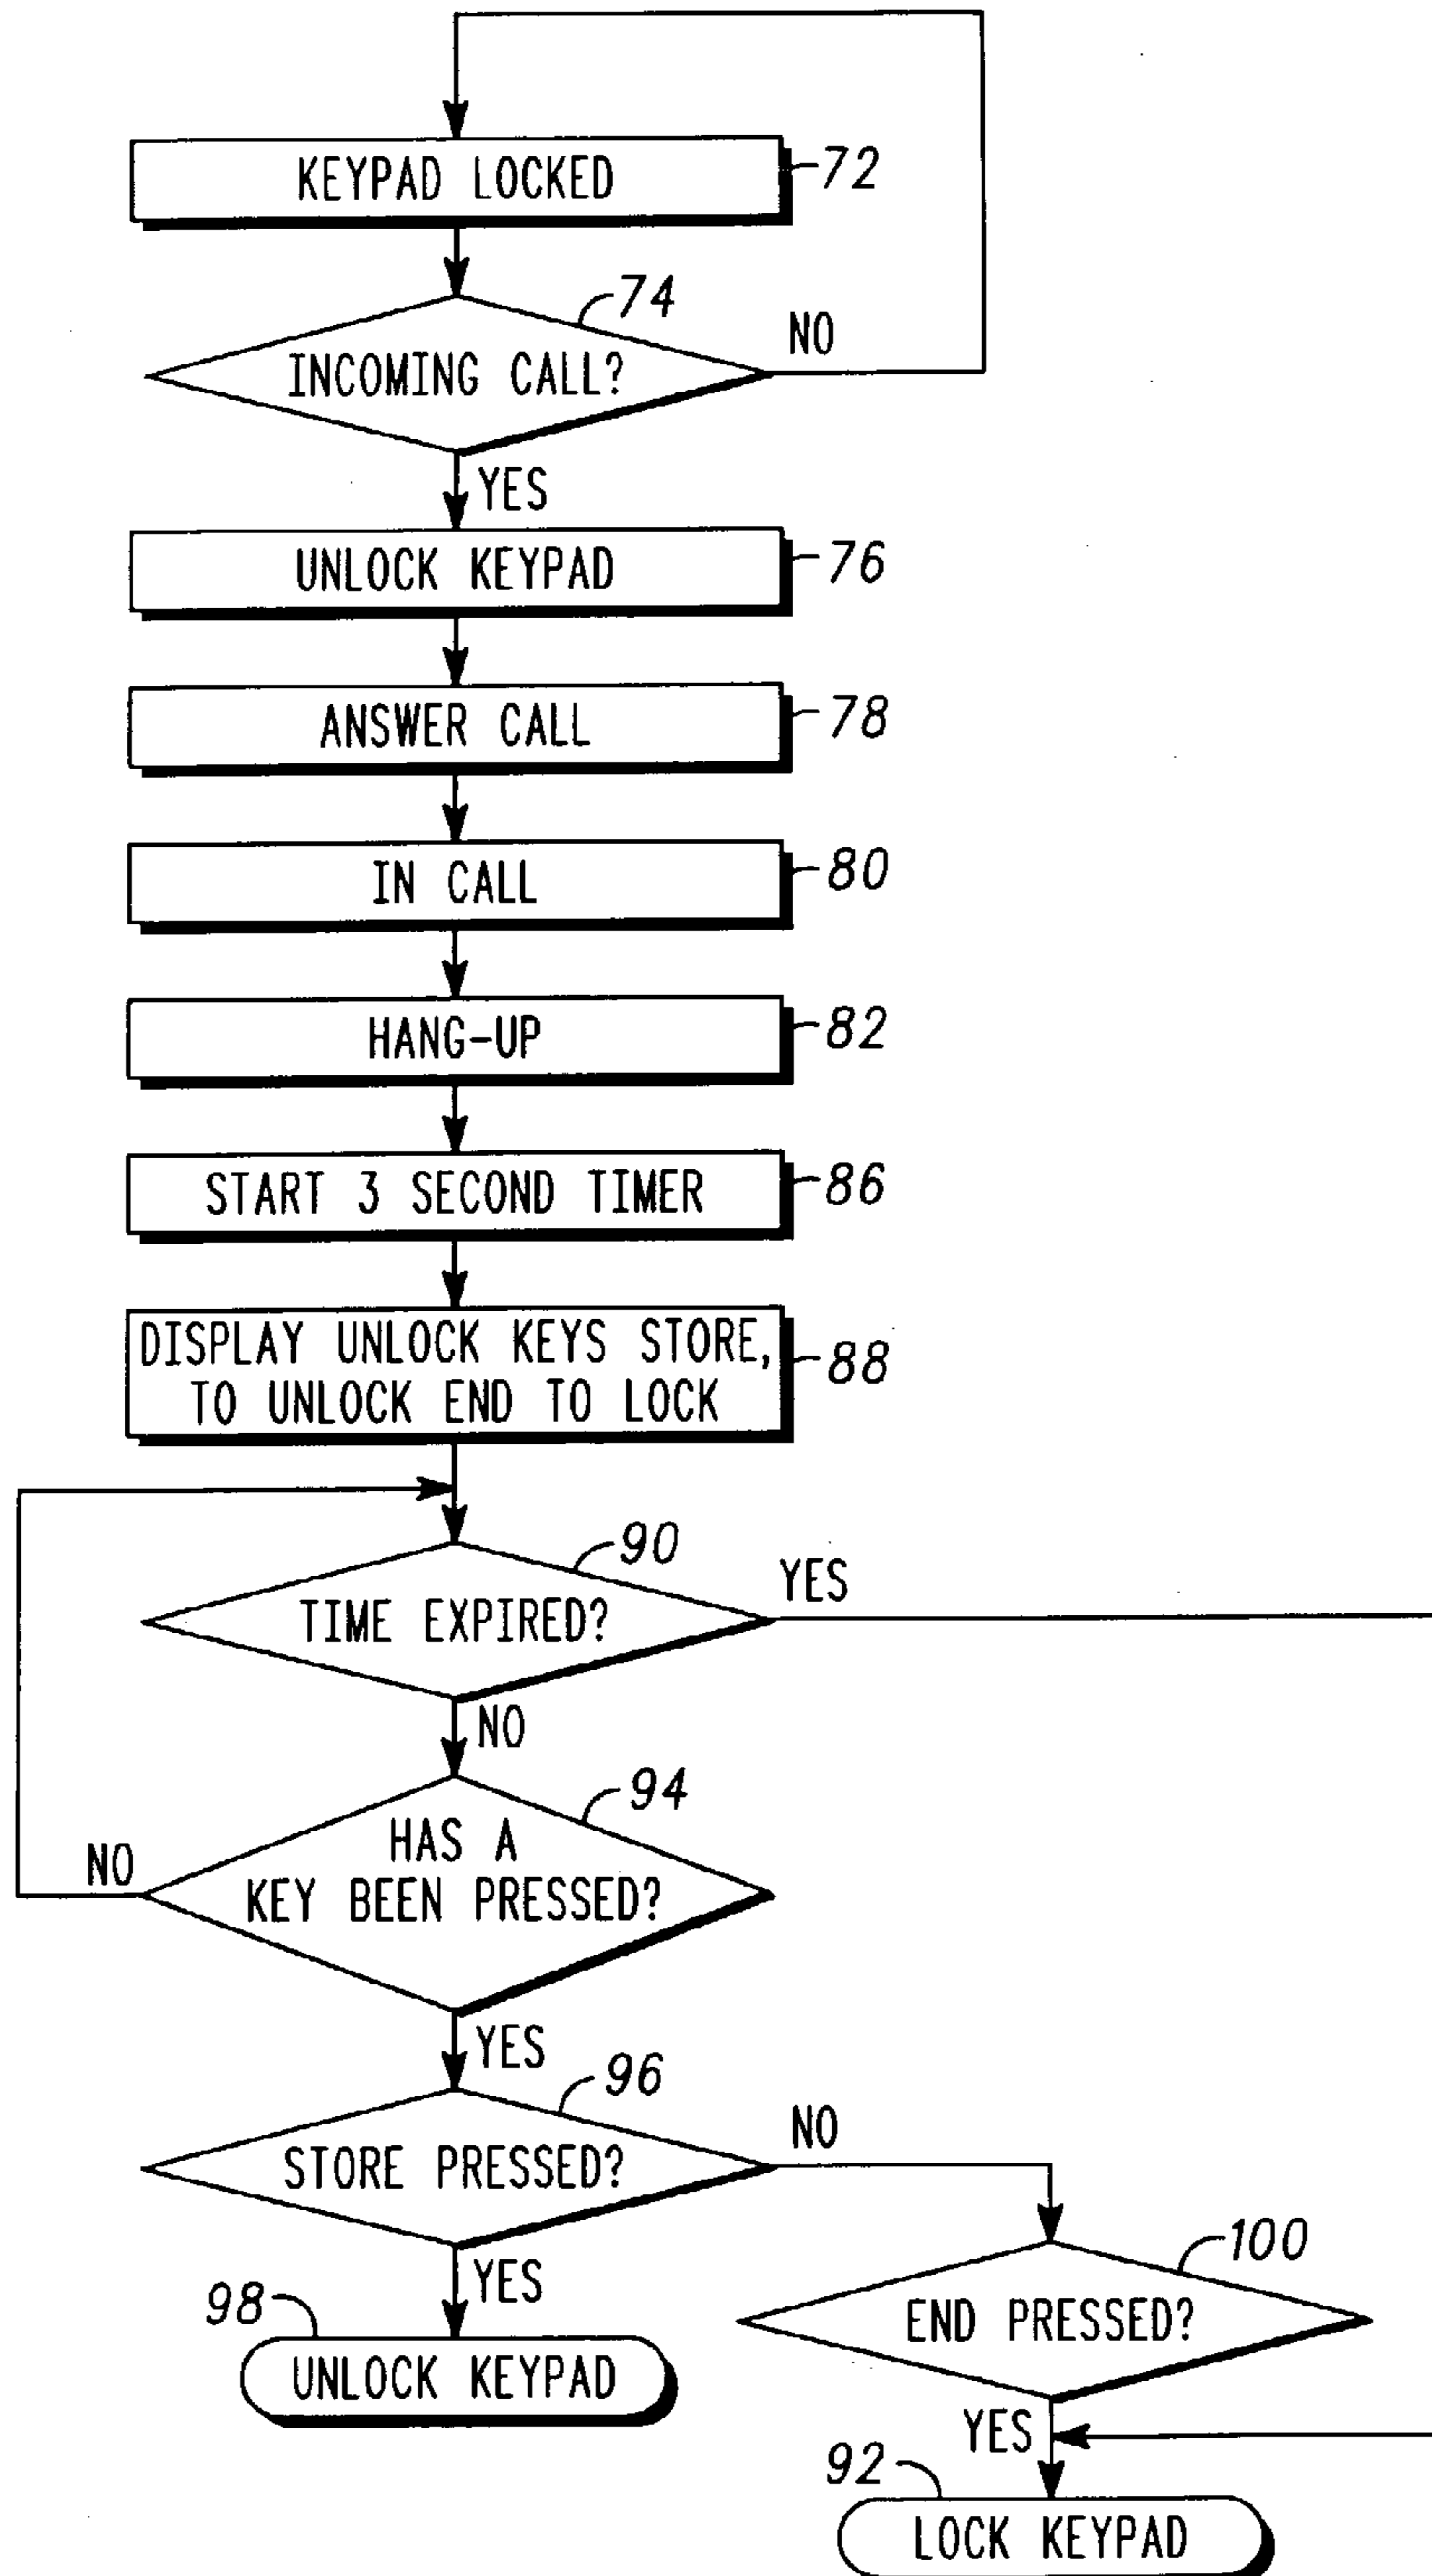 KEYPAD LOCKED
72
74
INCOMING CALL?
NO
YES
UNLOCK KEYPAD
76
ANSWER CALL
78
IN CALL
80
HANG-UP
82
START 3 SECOND TIMER
86
DISPLAY UNLOCK KEYS STORE,
TO UNLOCK END TO LOCK
88
90
TIME EXPIRED?
YES
NO
94
HAS A
KEY BEEN PRESSED?
NO
YES
96
STORE PRESSED?
NO
YES
98
UNLOCK KEYPAD
100
END PRESSED?
YES
92
LOCK KEYPAD